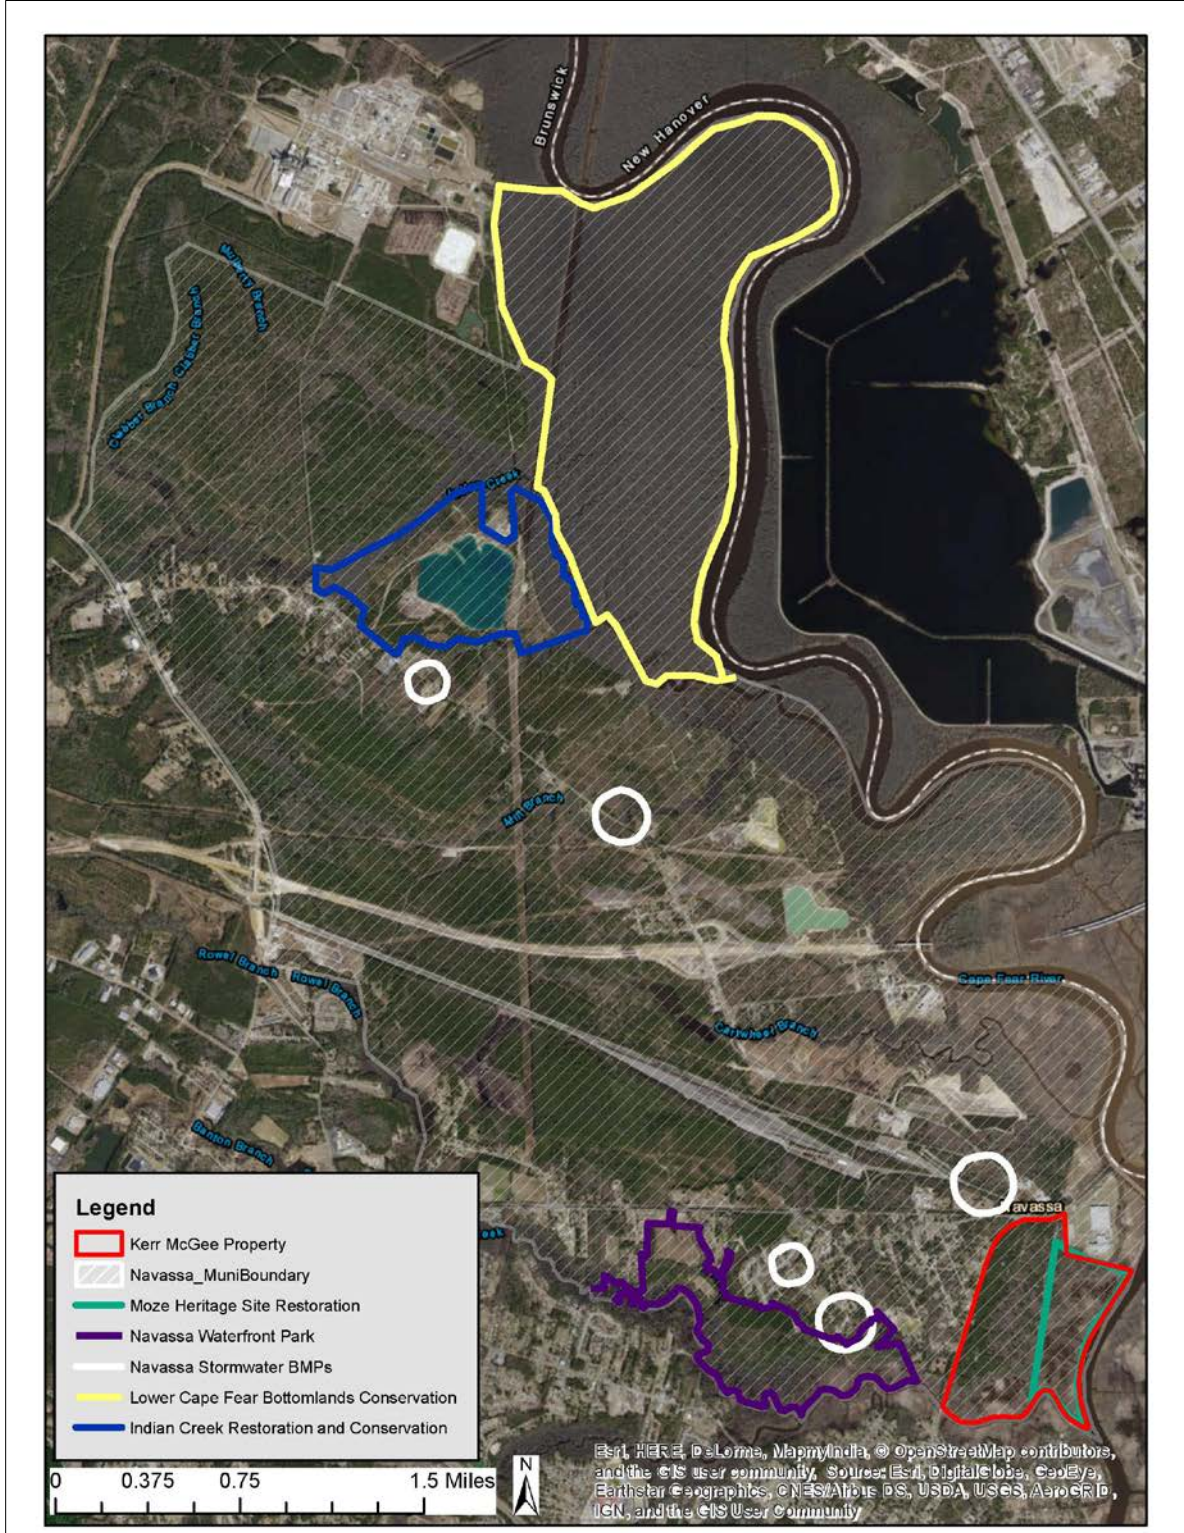 Brunswick
New Hanover
Mulberry Branch
Clabber Branch Clabber Branch
Creek
Mill Branch
Rowel Branch Rowel Branch
Cape Fear River
Cartwheel Branch
Banton Branch
Navassa
Legend
Kerr McGee Property
Navassa_MuniBoundary
Moze Heritage Site Restoration
Navassa Waterfront Park
Navassa Stormwater BMPs
Lower Cape Fear Bottomlands Conservation
Indian Creek Restoration and Conservation
0 0.375 0.75 1.5 Miles
N
Esri, HERE, DeLorme, MapmyIndia, © OpenStreetMap contributors,
and the GIS user community, Source: Esri, DigitalGlobe, GeoEye,
Earthstar Geographics, CNES/Airbus DS, USDA, USGS, AeroGRID,
IGN, and the GIS User Community